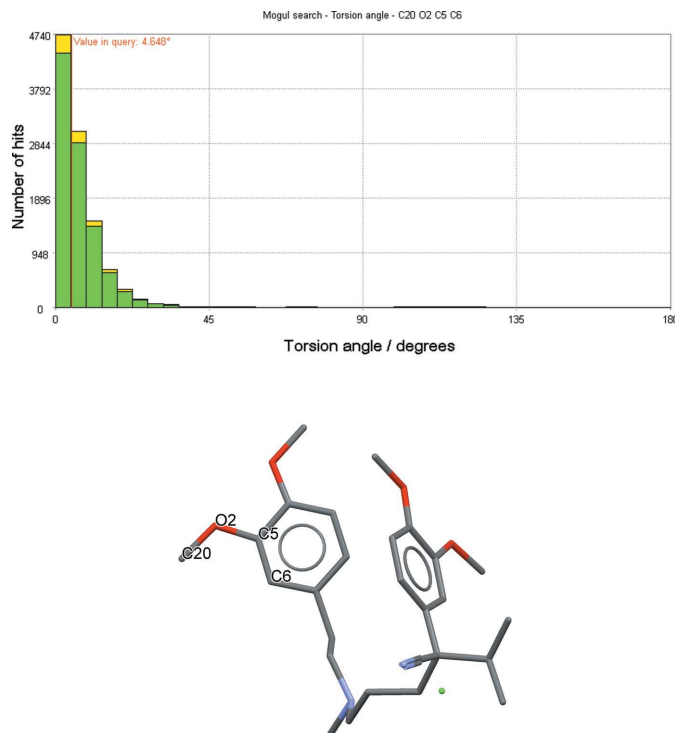 Mogul search - Torsion angle - C20 O2 C5 C6
Value in query: 4.648°
4740
3792
2844
1896
948
0
Number of hits
0 45 90 135 180
Torsion angle / degrees
O2
C5
C20
C6